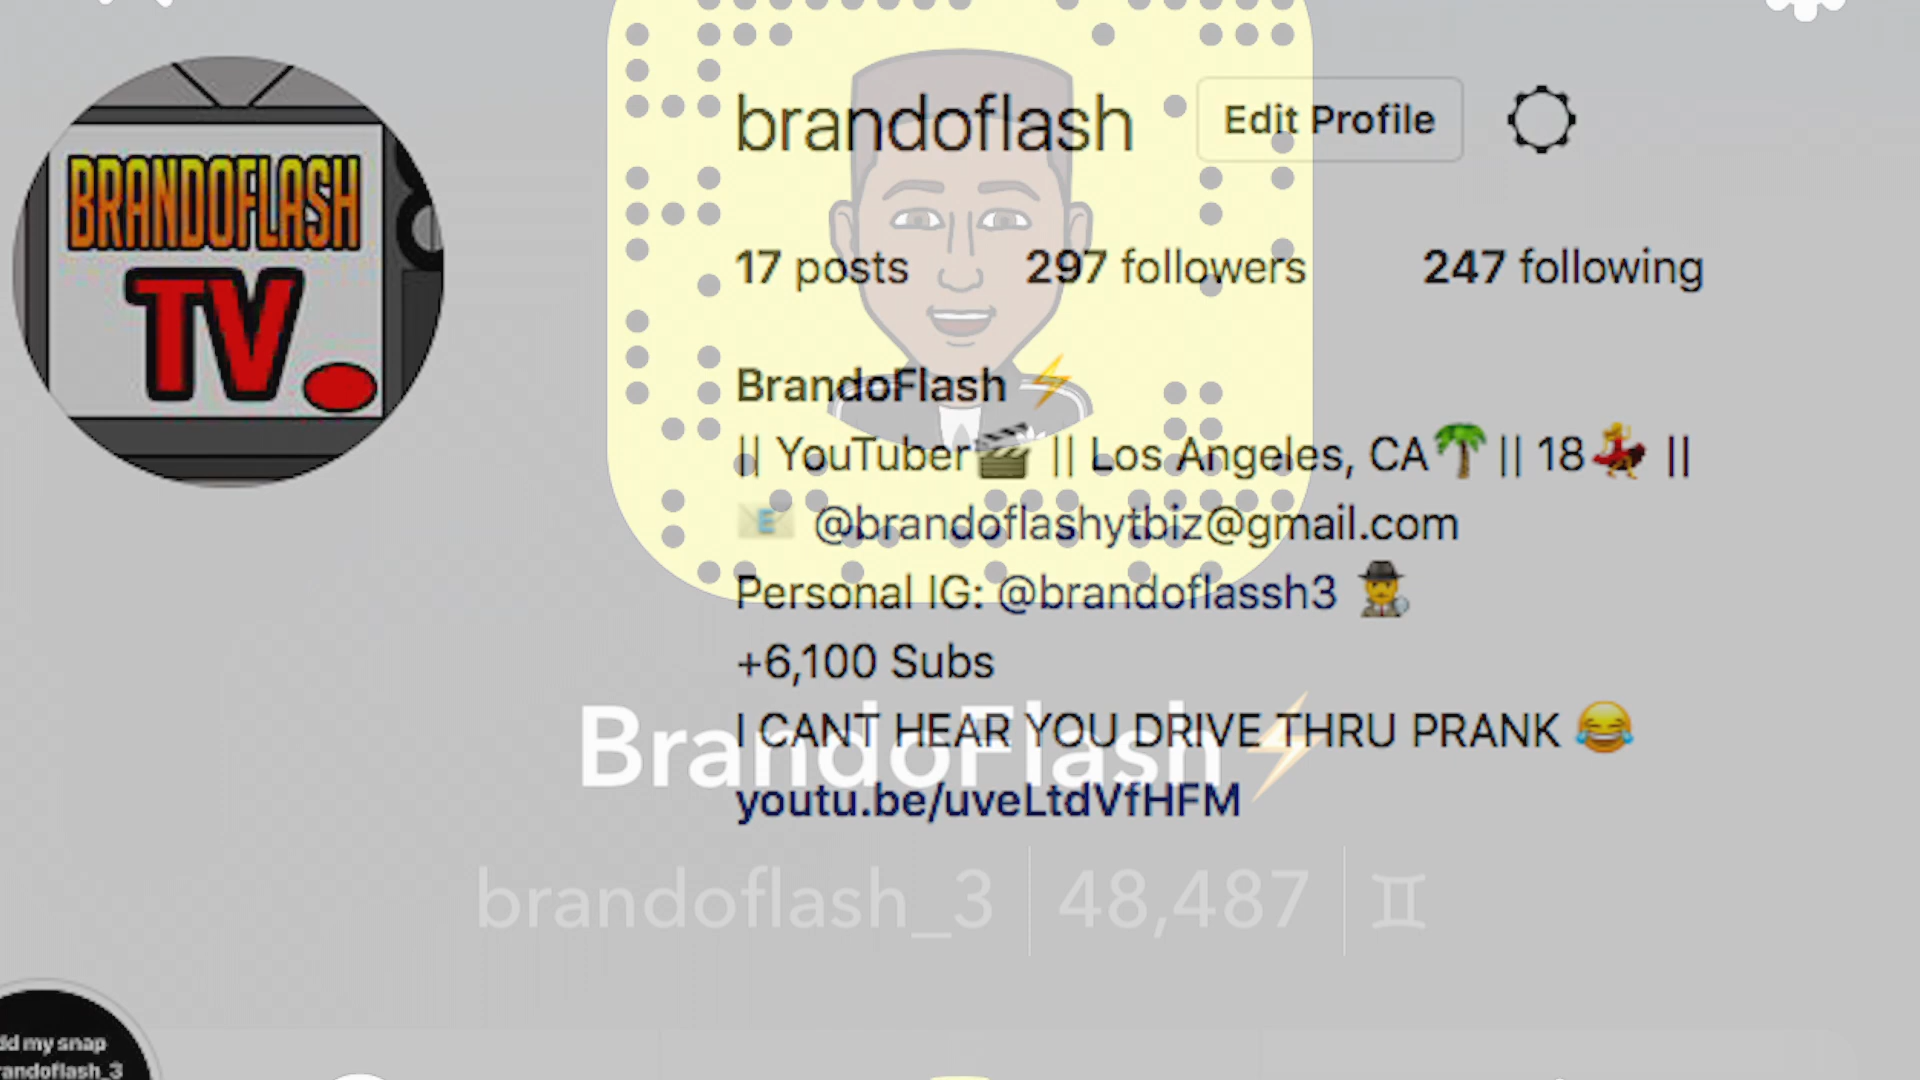 BRANDOFLASH
TV
brandoflash Edit Profile
17 posts 297 followers 247 following
BrandoFlash ⚡
|| YouTuber🎬 || Los Angeles, CA🌴 || 18💃 ||
📧 @brandoflashytbiz@gmail.com
Personal IG: @brandoflassh3 🕵️
+6,100 Subs
I CANT HEAR YOU DRIVE THRU PRANK 😂
BrandoFlash⚡
youtu.be/uveLtdVfHFM
brandoflash_3 | 48,487 | ♊
dd my snap
randoflash_3